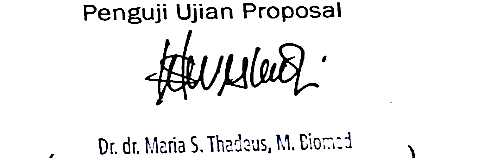 Penguji Ujian Proposal
Dr. dr. Maria S. Thadeus, M. Biomed
( )